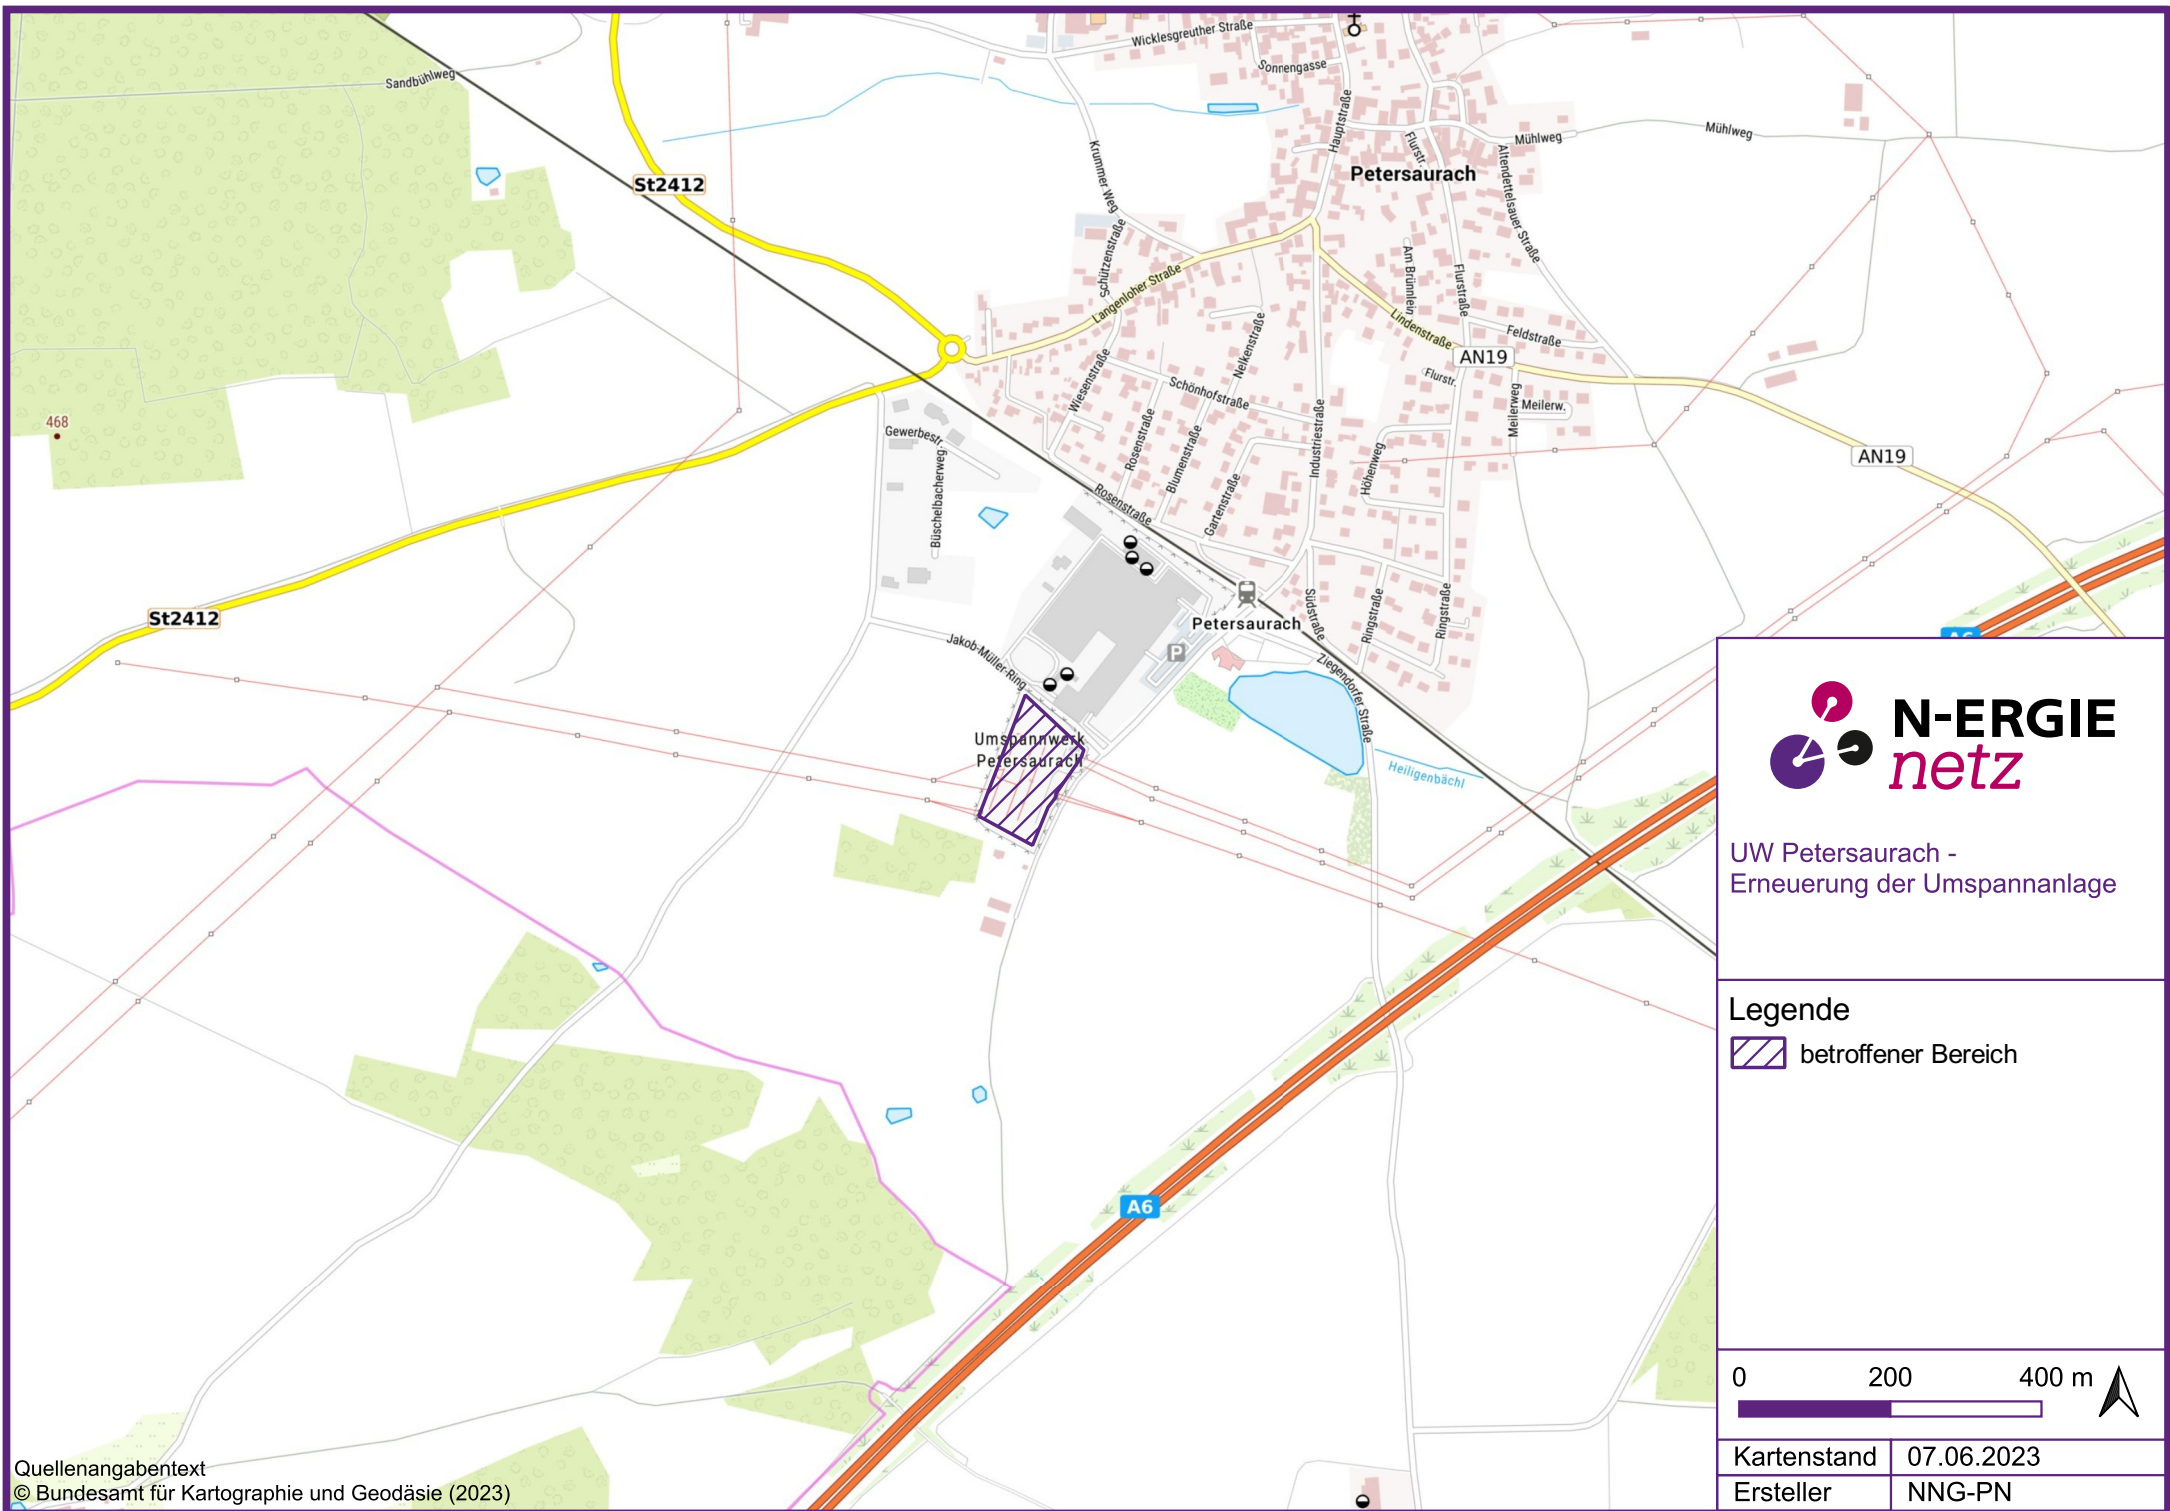 Wicklesgreuther Straße
Sonnengasse
Sandbühlweg
Hauptstraße
Krummer Weg
Flurstr.
Mühlweg
Mühlweg
Petersaurach
Altendettelsauer Straße
St2412
Schützenstraße
Langenloher Straße
Am Brünnlein
Flurstraße
Lindenstraße
Feldstraße
AN19
Nelkenstraße
Wiesenstraße
Schönhofstraße
Flurstr.
Meilerweg
Meilerw.
468
Gewerbestr.
Büschelbacherweg
Rosenstraße
Blumenstraße
Industriestraße
Höhenweg
AN19
Rosenstraße
Gartenstraße
St2412
Petersaurach
Südstraße
Ringstraße
Ringstraße
Jakob-Müller-Ring
P
Ziegendorfer Straße
A6
Umspannwerk
Petersaurach
Heiligenbächl
A6
N-ERGIE
netz
UW Petersaurach -
Erneuerung der Umspannanlage
Legende
betroffener Bereich
0 200 400 m
Kartenstand 07.06.2023
Ersteller NNG-PN
Quellenangabentext
© Bundesamt für Kartographie und Geodäsie (2023)